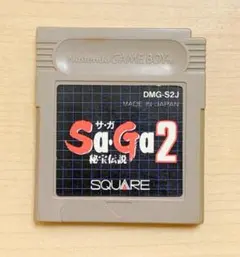 Nintendo GAME BOY
DMG-S2J
MADE IN JAPAN
サ・ガ
Sa・Ga2
秘宝伝説
SQUARE